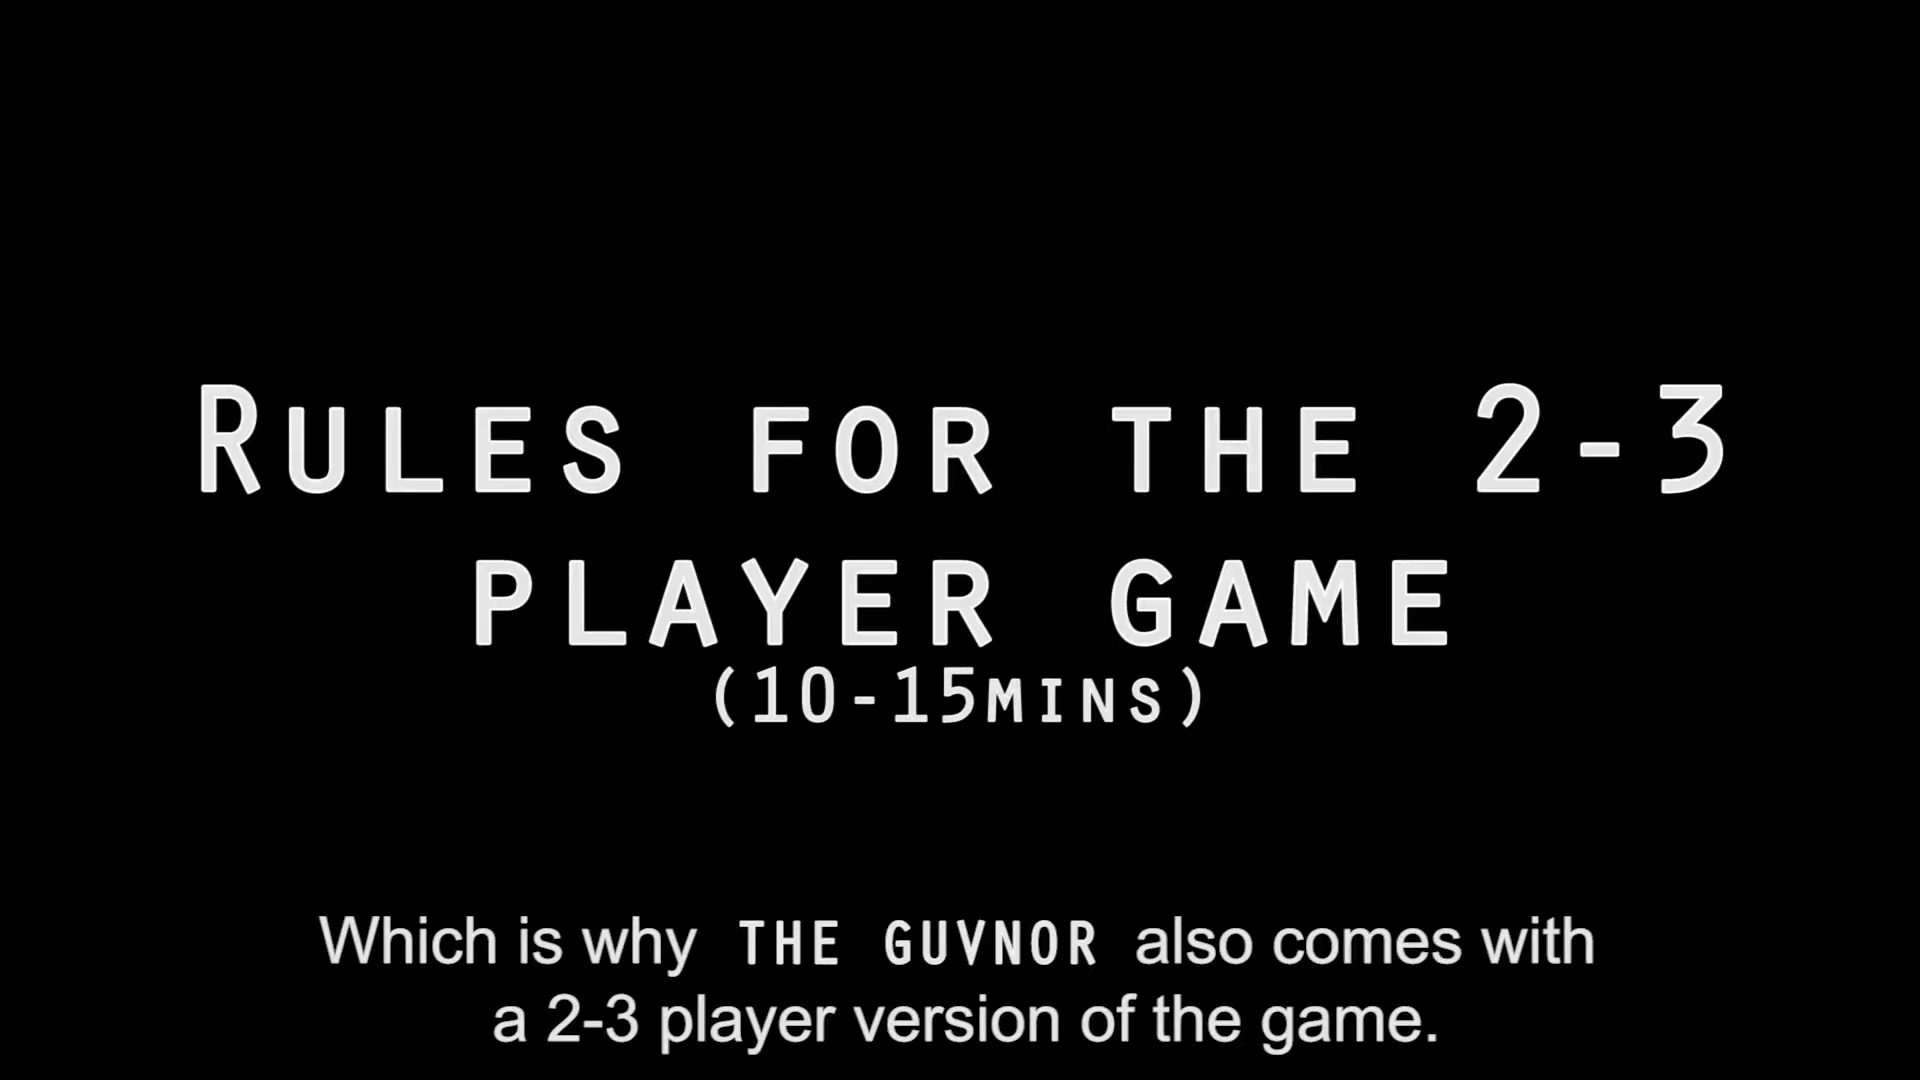 RULES FOR THE 2-3
PLAYER GAME
(10-15MINS)
Which is why THE GUVNOR also comes with
a 2-3 player version of the game.